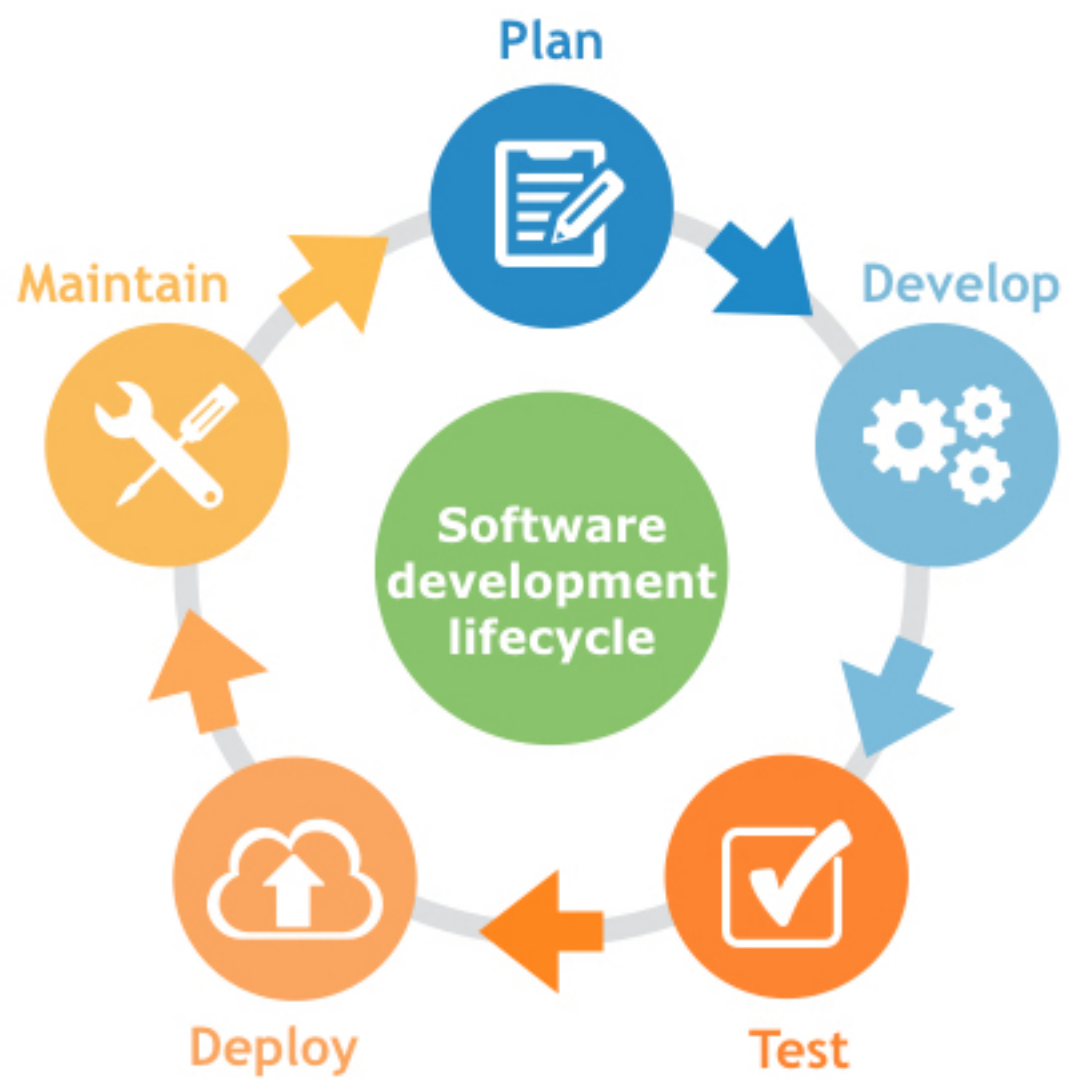 Plan
Develop
Maintain
Software
development
lifecycle
Test
Deploy